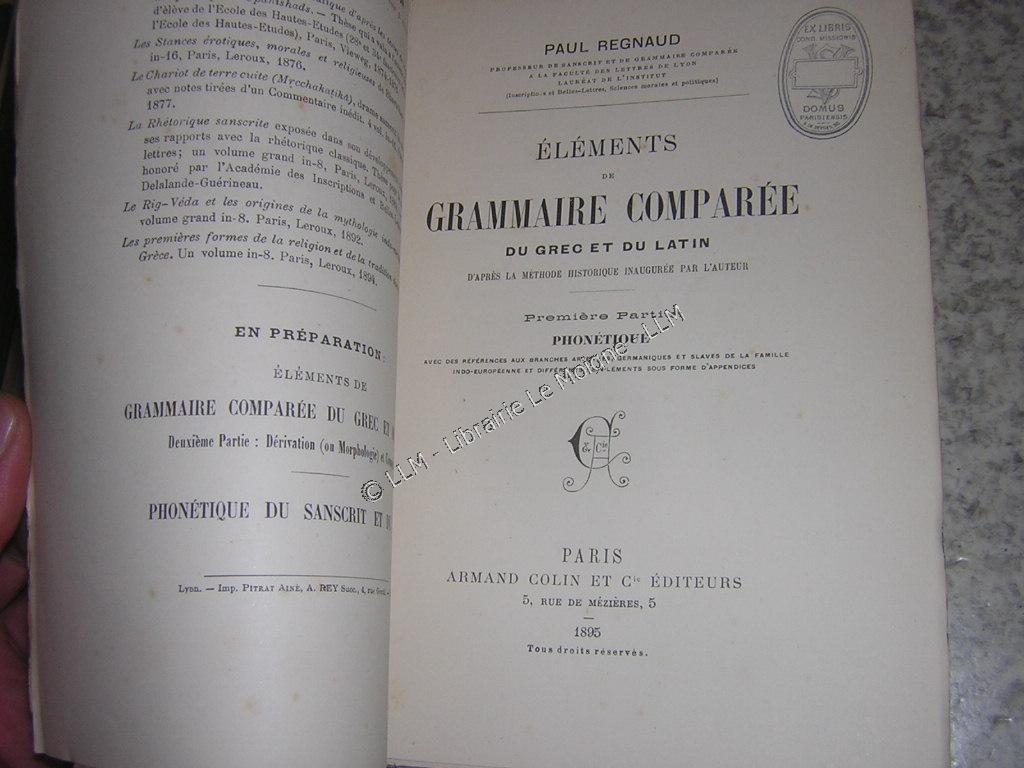 d'élève de l'Ecole des Hautes-Etudes (28e
l'Ecole des Hautes-Etudes), Paris, Vieweg,
Les Stances érotiques, morales et religieuses de
in-16, Paris, Leroux, 1876.
Le Chariot de terre cuite (Mṛcchakaṭikâ), drame
avec notes tirées d'un Commentaire inédit. 4 vol.
1877.
La Rhétorique sanscrite exposée dans son
ses rapports avec la rhétorique classique.
lettres; un volume grand in-8, Paris, Leroux,
honoré par l'Académie des Inscriptions et
Delalande-Guérineau.
Le Rig-Véda et les origines de la mythologie
volume grand in-8. Paris, Leroux, 1892.
Les premières formes de la religion et de la tradition
Grèce. Un volume in-8. Paris, Leroux, 1894.
EN PRÉPARATION:
ÉLÉMENTS DE
GRAMMAIRE COMPARÉE DU GREC ET
Deuxième Partie : Dérivation (ou Morphologie)
PHONÉTIQUE DU SANSCRIT ET
Lyon. — Imp. PITRAT AINÉ, A. REY Succ., 4, rue
PAUL REGNAUD
PROFESSEUR DE SANSCRIT ET DE GRAMMAIRE COMPARÉE
A LA FACULTÉ DES LETTRES DE LYON
LAURÉAT DE L'INSTITUT
(Inscriptions et Belles-Lettres, Sciences morales et politiques)
EX LIBRIS
DOMUS
PARISIENSIS
ÉLÉMENTS
DE
GRAMMAIRE COMPARÉE
DU GREC ET DU LATIN
D'APRÈS LA MÉTHODE HISTORIQUE INAUGURÉE PAR L'AUTEUR
Première Partie
PHONÉTIQUE
AVEC DES RÉFÉRENCES AUX BRANCHES GERMANIQUES ET SLAVES DE LA FAMILLE
INDO-EUROPÉENNE ET SOUS FORME D'APPENDICES
© LLM - Librairie Le Molome - LLM
& Cie
PARIS
ARMAND COLIN ET Cie ÉDITEURS
5, RUE DE MÉZIÈRES, 5
1895
Tous droits réservés.